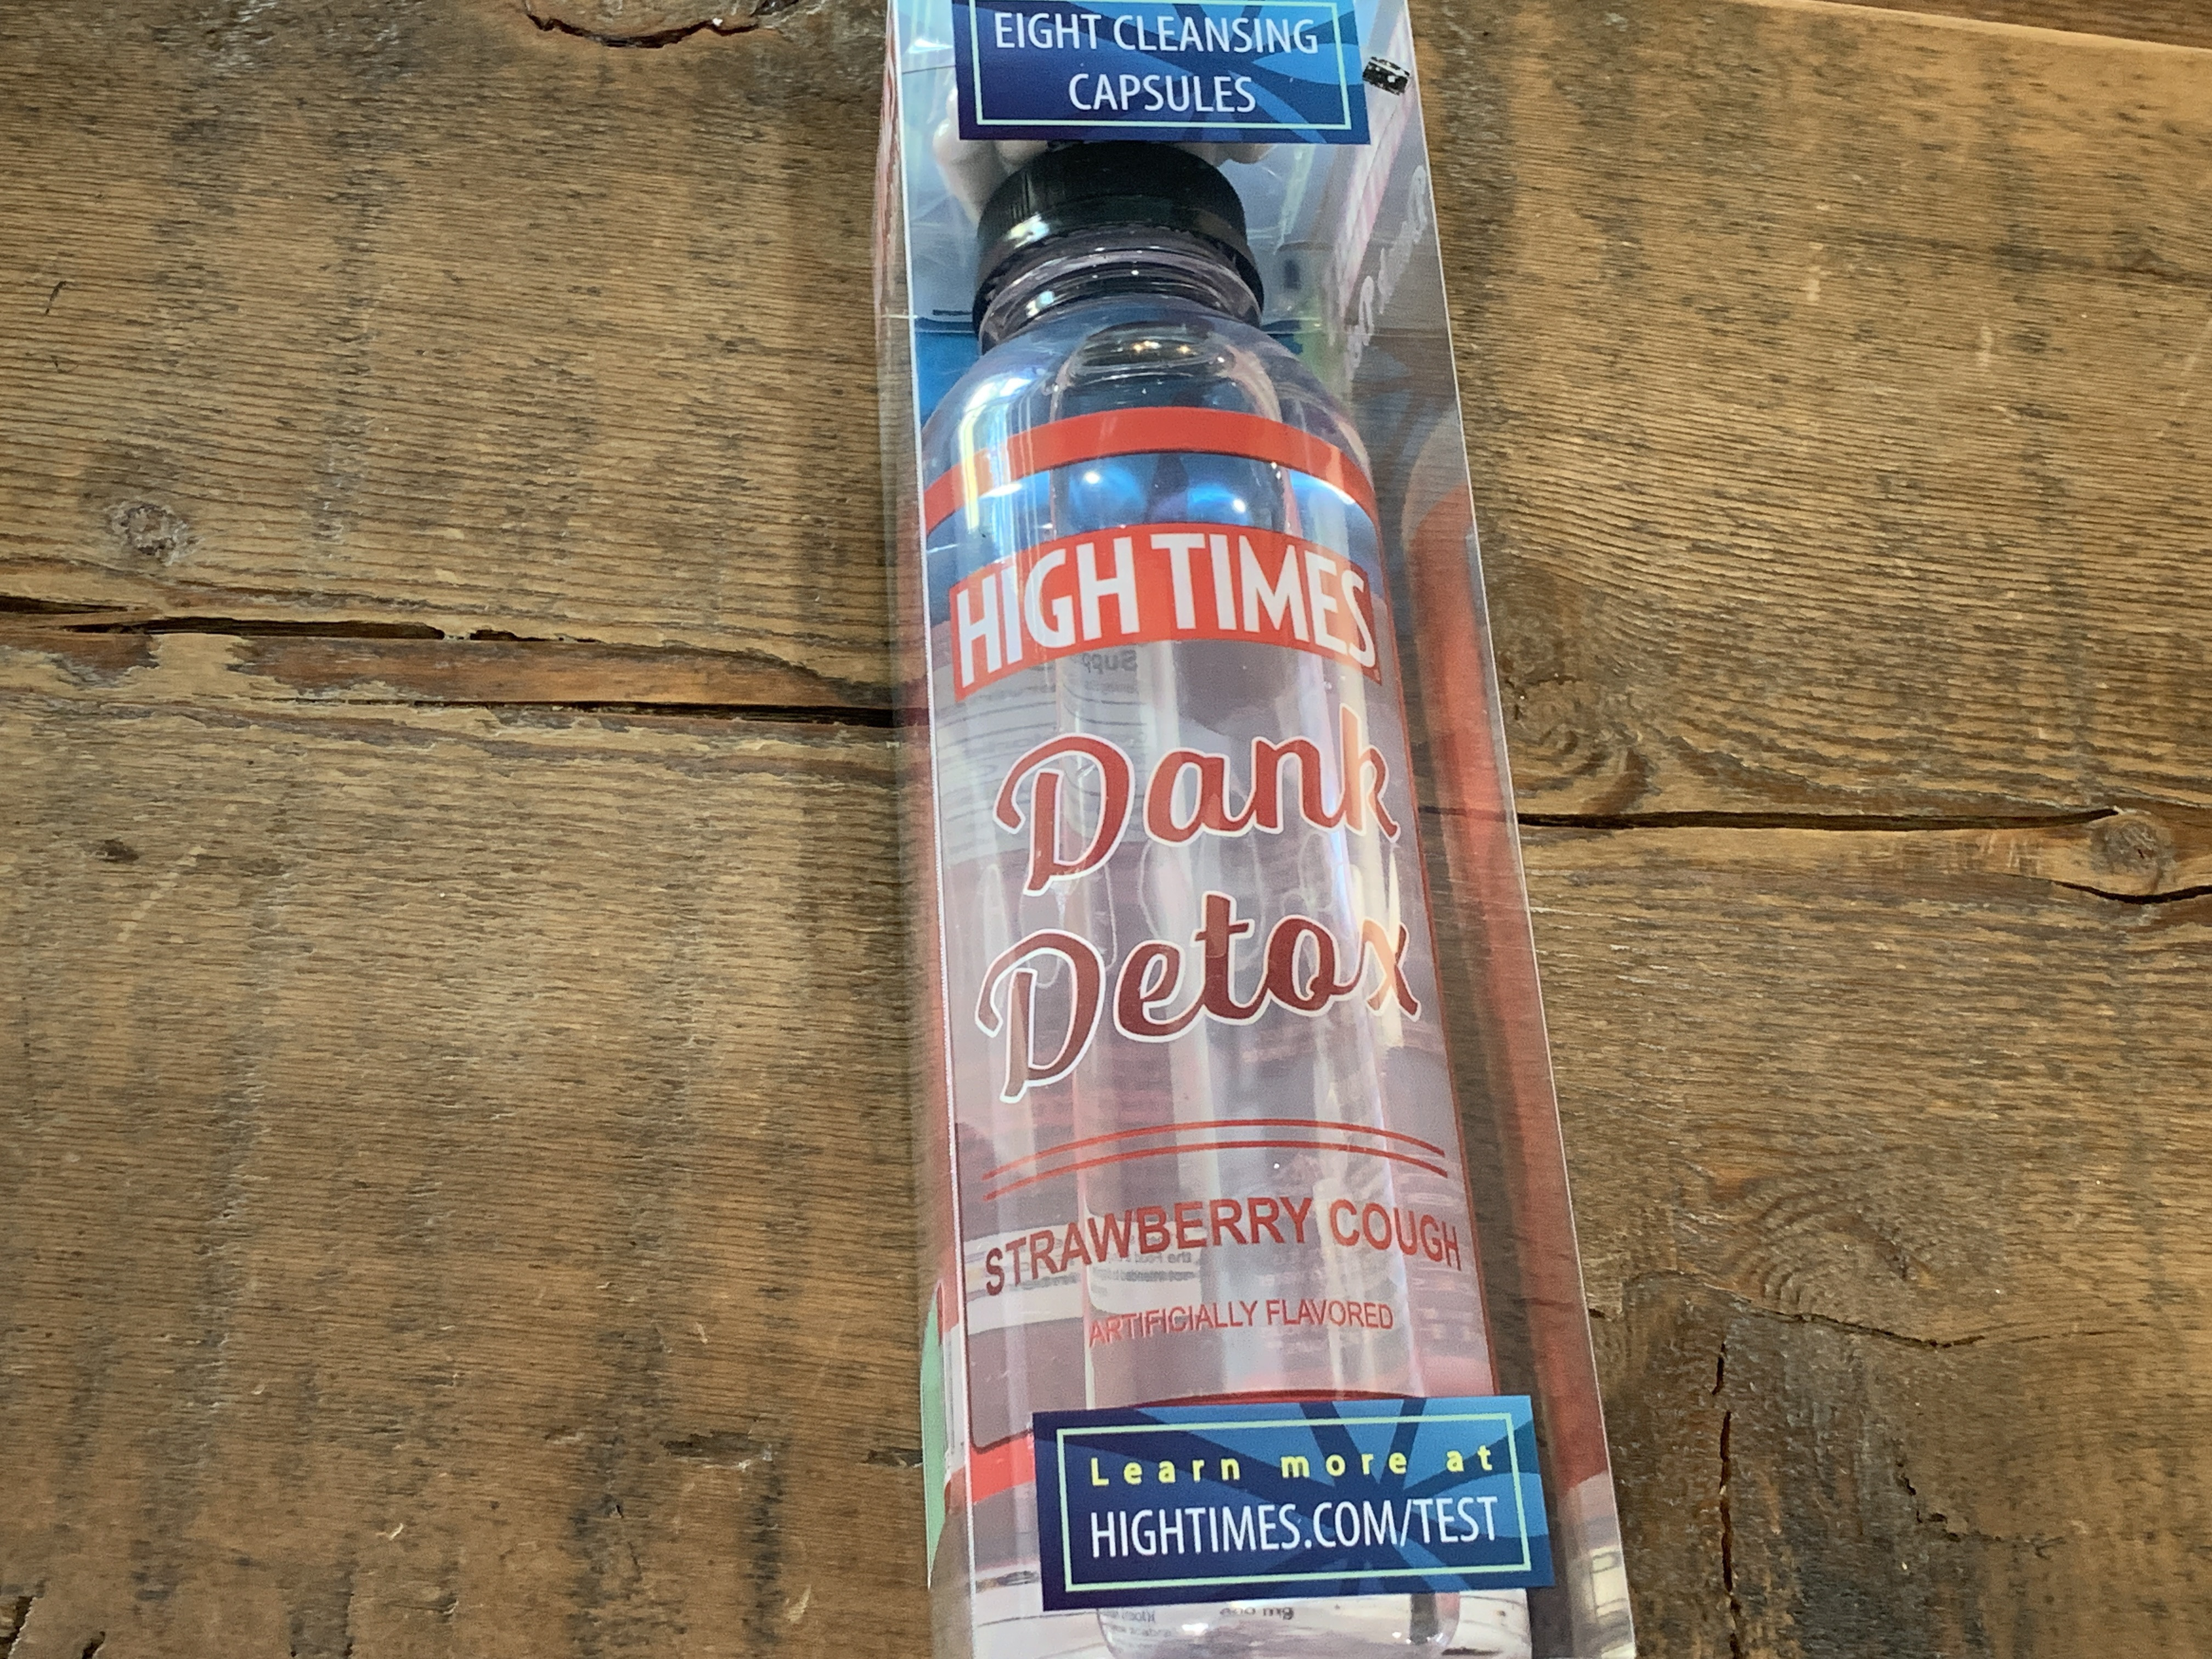 EIGHT CLEANSING
CAPSULES
HIGH TIMES
Dank
Detox
STRAWBERRY COUGH
ARTIFICIALLY FLAVORED
Learn more at
HIGHTIMES.COM/TEST